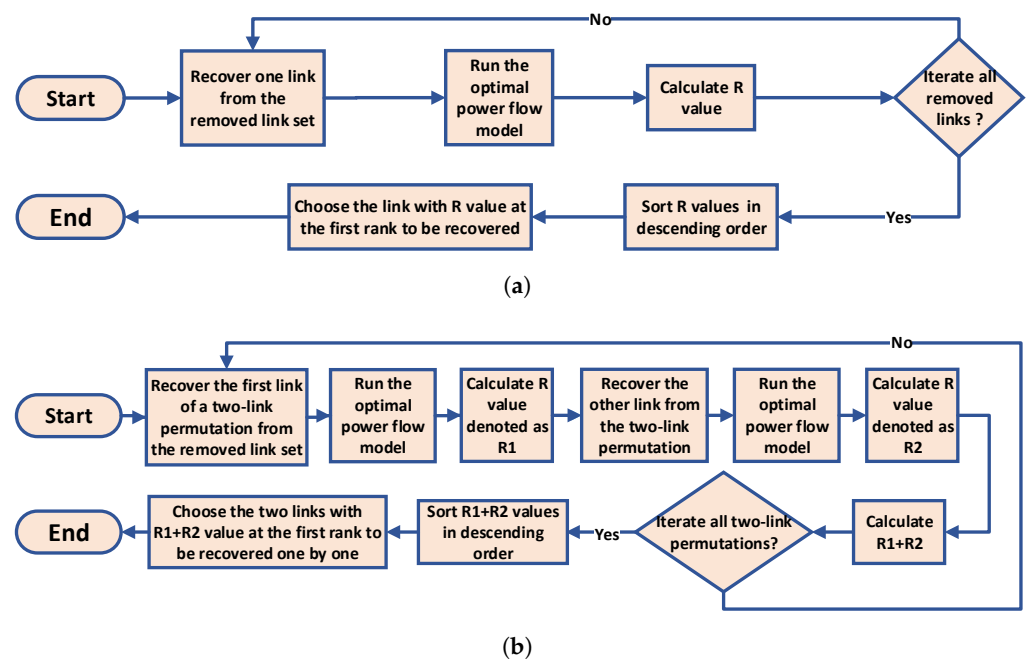 No
Start
Recover one link
from the
removed link set
Run the
optimal
power flow
model
Calculate R
value
Iterate all
removed
links ?
End
Choose the link with R value at
the first rank to be recovered
Sort R values in
descending order
Yes
(a)
No
Start
Recover the first link
of a two-link
permutation from
the removed link set
Run the
optimal
power flow
model
Calculate R
value
denoted as
R1
Recover the
other link from
the two-link
permutation
Run the
optimal
power flow
model
Calculate R
value
denoted as
R2
End
Choose the two links with
R1+R2 value at the first rank to
be recovered one by one
Sort R1+R2 values
in descending
order
Yes
Iterate all two-link
permutations?
Calculate
R1+R2
(b)